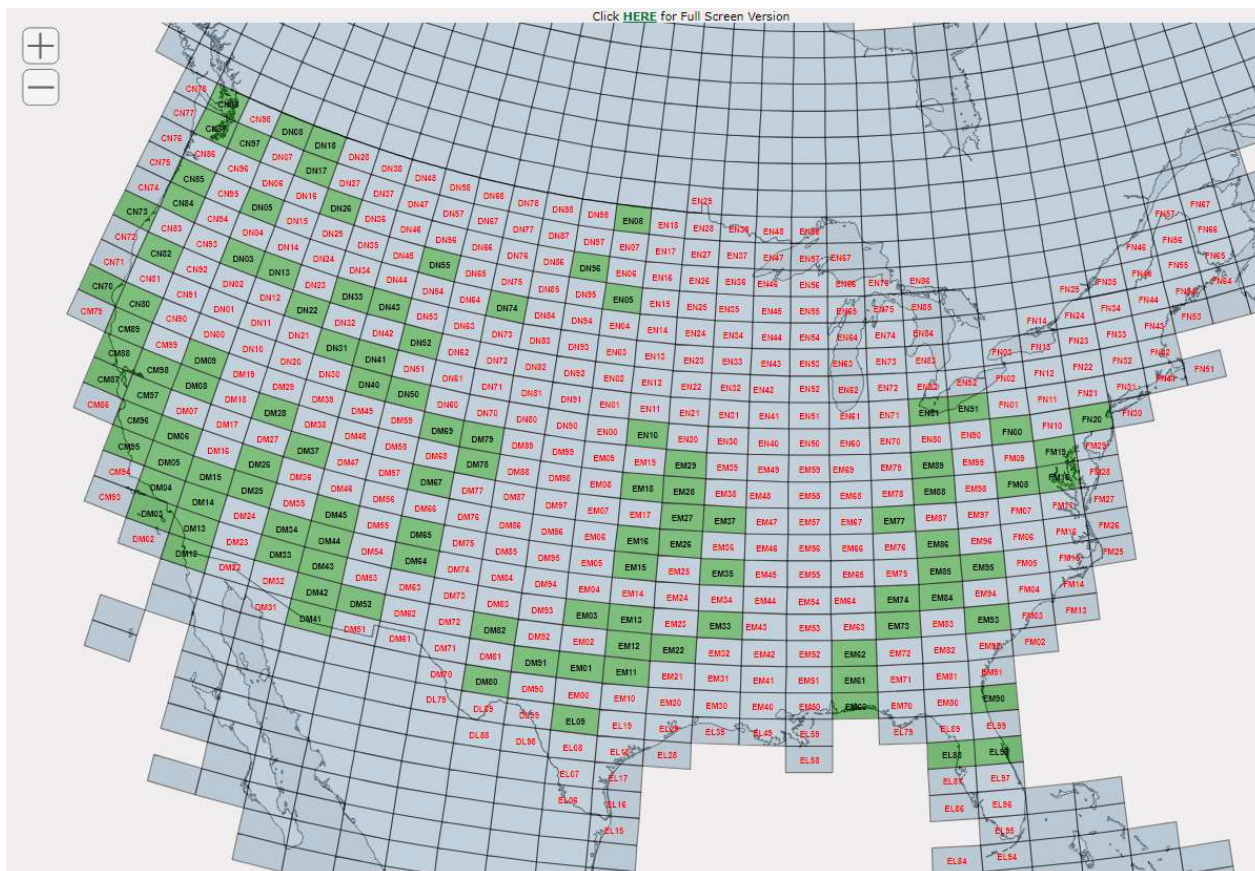 Click HERE for Full Screen Version
EN29
CN78 CN88 CN98 DN08 DN18 DN28 DN38 DN48 DN58 DN68 DN78 DN88 DN98 EN08 EN18 EN28 EN38 EN48 EN58
CN77 CN87 CN97 DN07 DN17 DN27 DN37 DN47 DN57 DN67 DN77 DN87 DN97 EN07 EN17 EN27 EN37 EN47 EN57 EN67 FN57 FN67
CN76 CN86 CN96 DN06 DN16 DN26 DN36 DN46 DN56 DN66 DN76 DN86 DN96 EN06 EN16 EN26 EN36 EN46 EN56 EN66 EN76 EN86 FN46 FN56 FN66
CN75 CN85 CN95 DN05 DN15 DN25 DN35 DN45 DN55 DN65 DN75 DN85 DN95 EN05 EN15 EN25 EN35 EN45 EN55 EN65 EN75 EN85 FN25 FN35 FN45 FN55 FN65
CN74 CN84 CN94 DN04 DN14 DN24 DN34 DN44 DN54 DN64 DN74 DN84 DN94 EN04 EN14 EN24 EN34 EN44 EN54 EN64 EN74 EN84 FN14 FN24 FN34 FN44 FN54 FN64
CN73 CN83 CN93 DN03 DN13 DN23 DN33 DN43 DN53 DN63 DN73 DN83 DN93 EN03 EN13 EN23 EN33 EN43 EN53 EN63 EN73 EN83 FN03 FN13 FN23 FN33 FN43 FN53
CN72 CN82 CN92 DN02 DN12 DN22 DN32 DN42 DN52 DN62 DN72 DN82 DN92 EN02 EN12 EN22 EN32 EN42 EN52 EN62 EN72 EN82 EN92 FN02 FN12 FN22 FN32 FN42
CN71 CN81 CN91 DN01 DN11 DN21 DN31 DN41 DN51 DN61 DN71 DN81 DN91 EN01 EN11 EN21 EN31 EN41 EN51 EN61 EN71 EN81 EN91 FN01 FN11 FN21 FN31 FN41 FN51
CN70 CN80 CN90 DN00 DN10 DN20 DN30 DN40 DN50 DN60 DN70 DN80 DN90 EN00 EN10 EN20 EN30 EN40 EN50 EN60 EN70 EN80 EN90 FN00 FN10 FN20 FN30
CM79 CM89 CM99 DM09 DM19 DM29 DM39 DM49 DM59 DM69 DM79 DM89 DM99 EM09 EM19 EM29 EM39 EM49 EM59 EM69 EM79 EM89 EM99 FM09 FM19 FM29
CM88 CM98 DM08 DM18 DM28 DM38 DM48 DM58 DM68 DM78 DM88 DM98 EM08 EM18 EM28 EM38 EM48 EM58 EM68 EM78 EM88 EM98 FM08 FM18 FM28
CM87 CM97 DM07 DM17 DM27 DM37 DM47 DM57 DM67 DM77 DM87 DM97 EM07 EM17 EM27 EM37 EM47 EM57 EM67 EM77 EM87 EM97 FM07 FM17 FM27
CM86 CM96 DM06 DM16 DM26 DM36 DM46 DM56 DM66 DM76 DM86 DM96 EM06 EM16 EM26 EM36 EM46 EM56 EM66 EM76 EM86 EM96 FM06 FM16 FM26
CM95 DM05 DM15 DM25 DM35 DM45 DM55 DM65 DM75 DM85 DM95 EM05 EM15 EM25 EM35 EM45 EM55 EM65 EM75 EM85 EM95 FM05 FM15 FM25
CM94 DM04 DM14 DM24 DM34 DM44 DM54 DM64 DM74 DM84 DM94 EM04 EM14 EM24 EM34 EM44 EM54 EM64 EM74 EM84 EM94 FM04 FM14
CM93 DM03 DM13 DM23 DM33 DM43 DM53 DM63 DM73 DM83 DM93 EM03 EM13 EM23 EM33 EM43 EM53 EM63 EM73 EM83 EM93 FM03 FM13
DM02 DM12 DM22 DM32 DM42 DM52 DM62 DM72 DM82 DM92 EM02 EM12 EM22 EM32 EM42 EM52 EM62 EM72 EM82 EM92 FM02
DM31 DM41 DM51 DM61 DM71 DM81 DM91 EM01 EM11 EM21 EM31 EM41 EM51 EM61 EM71 EM81 EM91
DM70 DM80 DM90 EM00 EM10 EM20 EM30 EM40 EM50 EM60 EM70 EM80 EM90
DL79 DL89 DL99 EL09 EL19 EL29 EL39 EL49 EL59 EL79 EL89 EL99
DL88 DL98 EL08 EL18 EL28 EL58 EL88 EL98
EL07 EL17 EL87 EL97
EL06 EL16 EL86 EL96
EL15 EL95
EL84 EL94